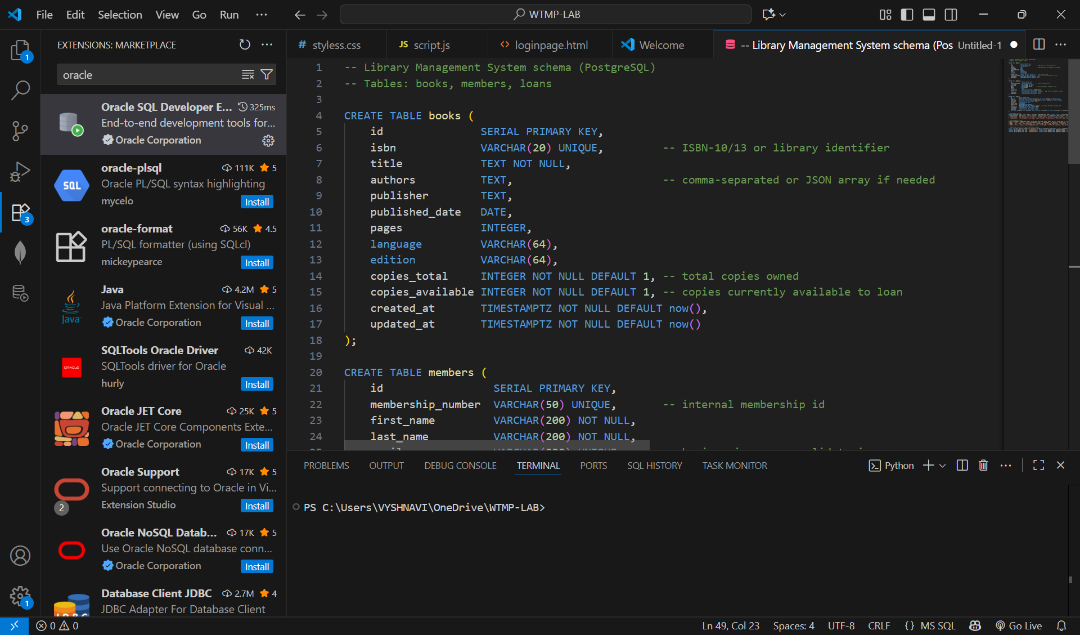 File Edit Selection View Go Run ···
WTMP-LAB
EXTENSIONS: MARKETPLACE
oracle
Oracle SQL Developer E... 325ms
End-to-end development tools for...
Oracle Corporation
oracle-plsql 111K 5
Oracle PL/SQL syntax highlighting
mycelo Install
oracle-format 56K 4.5
PL/SQL formatter (using SQLcl)
mickeypearce Install
Java 4.2M 5
Java Platform Extension for Visual ...
Oracle Corporation Install
SQLTools Oracle Driver 42K
SQLTools driver for Oracle
hurly Install
Oracle JET Core 25K 5
Oracle JET Core Components Exte...
Oracle Corporation Install
Oracle Support 17K 5
Support connecting to Oracle in Vi...
Extension Studio Install
Oracle NoSQL Datab... 17K 5
Use Oracle NoSQL database conn...
Oracle Corporation Install
Database Client JDBC 2.7M 4
JDBC Adapter For Database Client
1
3
2
1
SQL
Java
# styless.css JS script.js <> loginpage.html Welcome -- Library Management System schema (Pos Untitled-1
1 -- Library Management System schema (PostgreSQL)
2 -- Tables: books, members, loans
3
4 CREATE TABLE books (
5 id SERIAL PRIMARY KEY,
6 isbn VARCHAR(20) UNIQUE, -- ISBN-10/13 or library identifier
7 title TEXT NOT NULL,
8 authors TEXT, -- comma-separated or JSON array if needed
9 publisher TEXT,
10 published_date DATE,
11 pages INTEGER,
12 language VARCHAR(64),
13 edition VARCHAR(64),
14 copies_total INTEGER NOT NULL DEFAULT 1, -- total copies owned
15 copies_available INTEGER NOT NULL DEFAULT 1, -- copies currently available to loan
16 created_at TIMESTAMPTZ NOT NULL DEFAULT now(),
17 updated_at TIMESTAMPTZ NOT NULL DEFAULT now()
18 );
19
20 CREATE TABLE members (
21 id SERIAL PRIMARY KEY,
22 membership_number VARCHAR(50) UNIQUE, -- internal membership id
23 first_name VARCHAR(200) NOT NULL,
24 last_name VARCHAR(200) NOT NULL,
PROBLEMS OUTPUT DEBUG CONSOLE TERMINAL PORTS SQL HISTORY TASK MONITOR Python
PS C:\Users\VYSHNAVI\OneDrive\WTMP-LAB>
0 0 Ln 49, Col 23 Spaces: 4 UTF-8 CRLF {} MS SQL Go Live